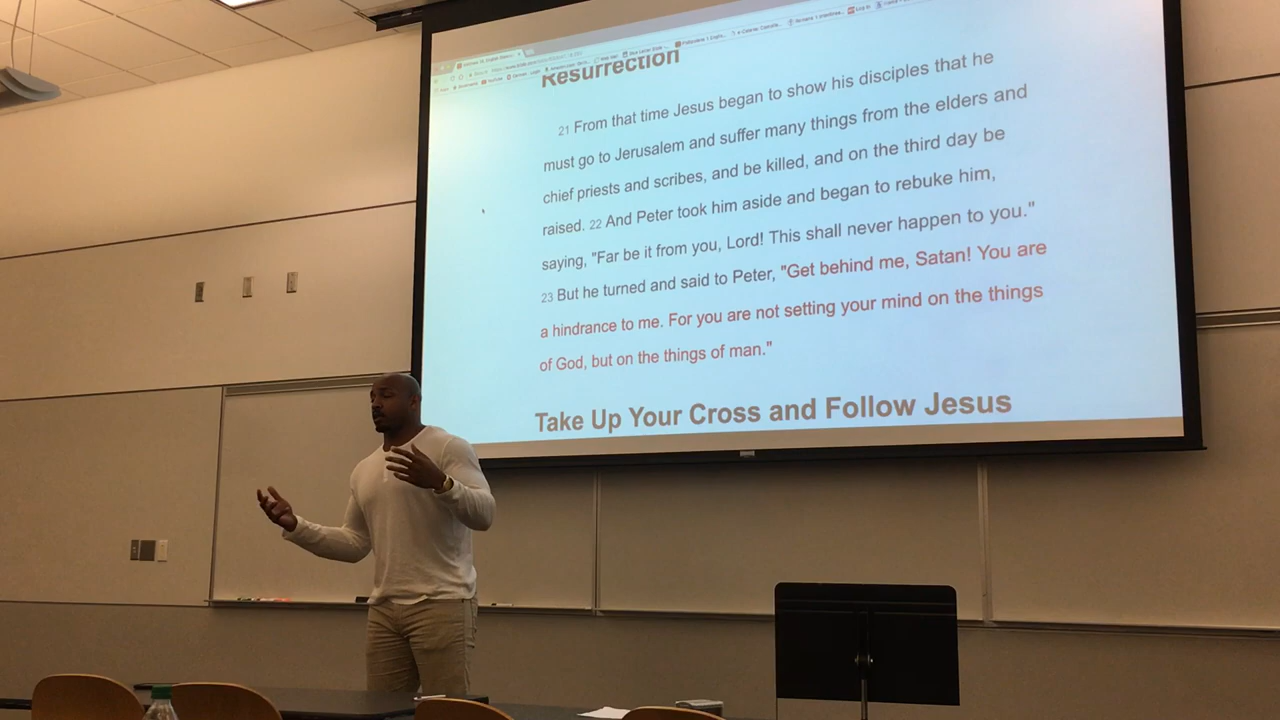 Resurrection
21 From that time Jesus began to show his disciples that he
must go to Jerusalem and suffer many things from the elders and
chief priests and scribes, and be killed, and on the third day be
raised. 22 And Peter took him aside and began to rebuke him,
saying, "Far be it from you, Lord! This shall never happen to you."
23 But he turned and said to Peter, "Get behind me, Satan! You are
a hindrance to me. For you are not setting your mind on the things
of God, but on the things of man."
Take Up Your Cross and Follow Jesus